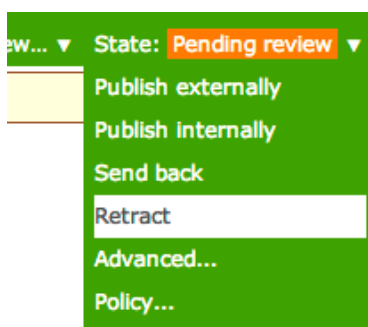 ew... ▼ State: Pending review ▼
Publish externally
Publish internally
Send back
Retract
Advanced...
Policy...